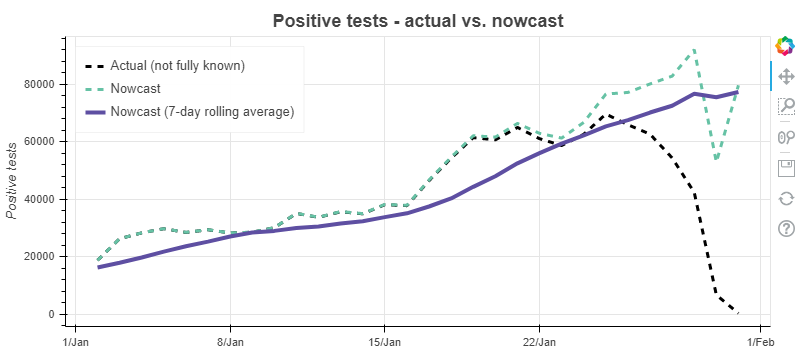 Positive tests - actual vs. nowcast
Actual (not fully known)
Nowcast
Nowcast (7-day rolling average)
Positive tests
80000
60000
40000
20000
0
1/Jan
8/Jan
15/Jan
22/Jan
1/Feb